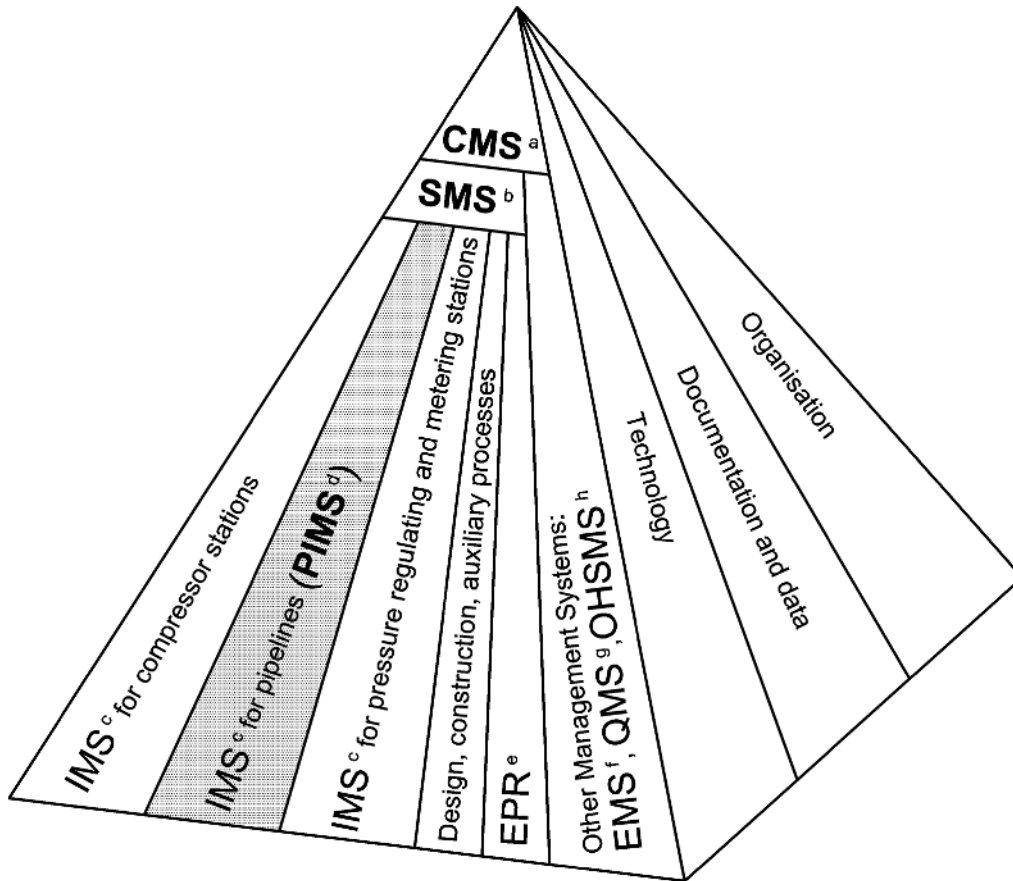 CMS a
SMS b
IMS c for compressor stations
IMS c for pipelines (PIMS d)
IMS c for pressure regulating and metering stations
Design, construction, auxiliary processes
EPR e
Other Management Systems:
EMS f, QMS g, OHSMS h
Technology
Documentation and data
Organisation